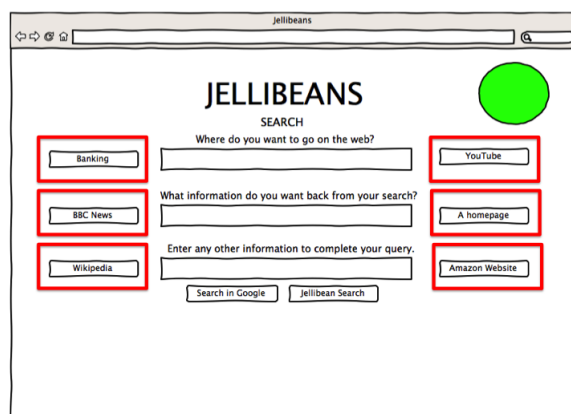 Jellibeans
JELLIBEANS
SEARCH
Where do you want to go on the web?
Banking
YouTube
What information do you want back from your search?
BBC News
A homepage
Enter any other information to complete your query.
Wikipedia
Amazon Website
Search in Google
Jellibean Search